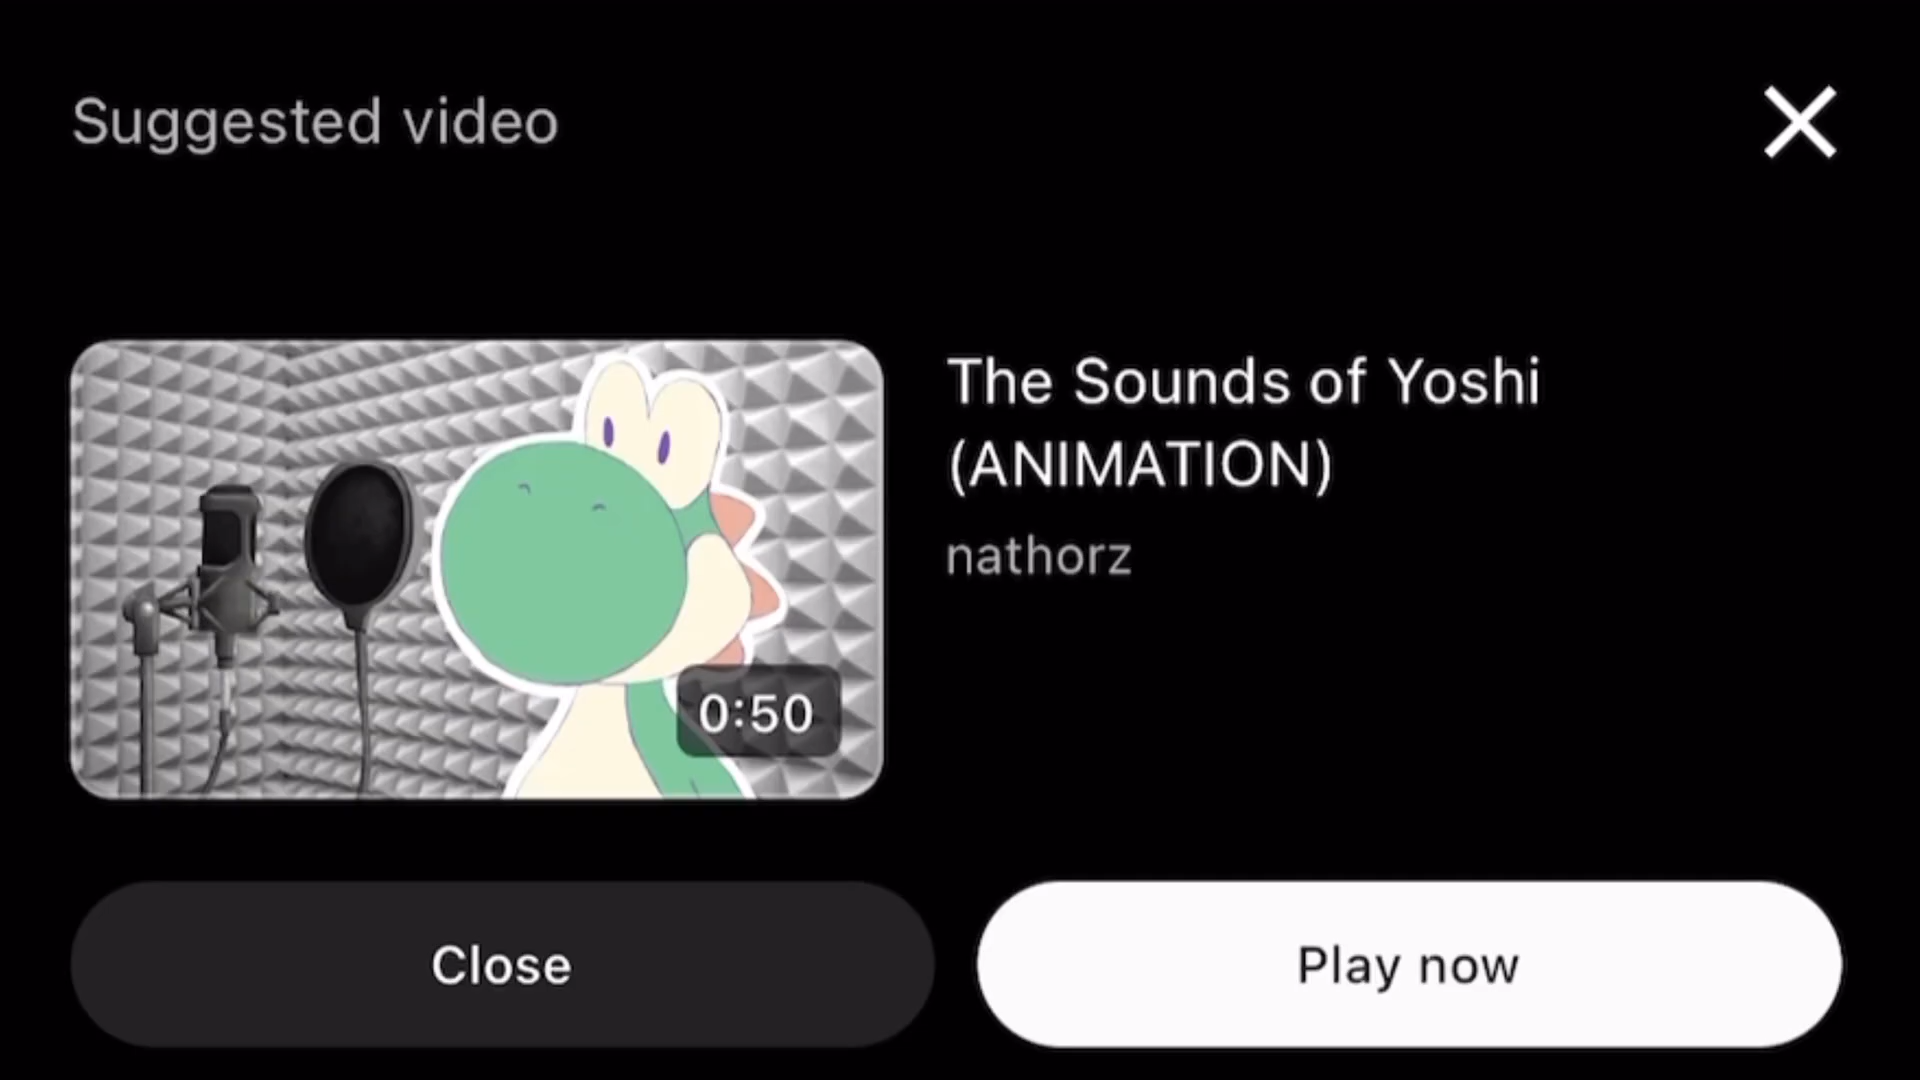 Suggested video
The Sounds of Yoshi
(ANIMATION)
nathorz
0:50
Close
Play now